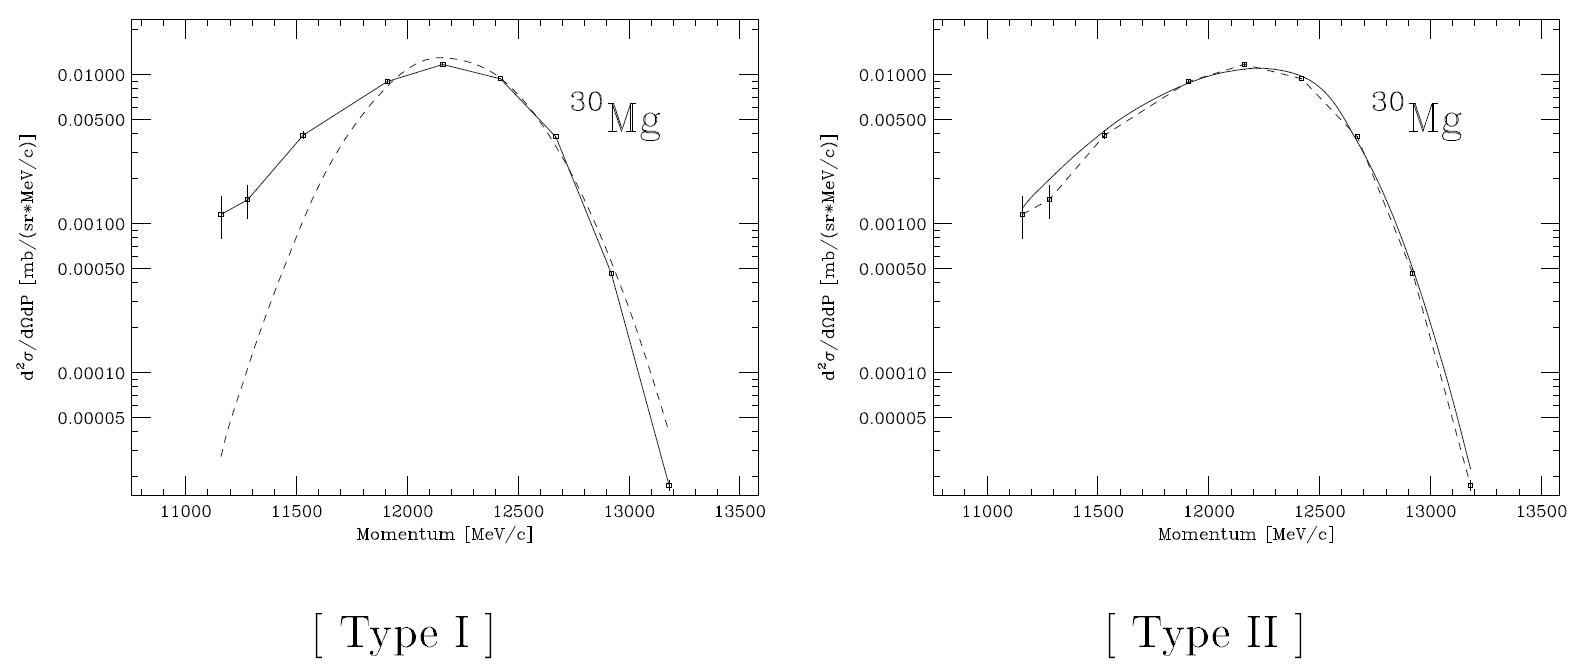 0.01000
0.00500
0.00100
0.00050
0.00010
0.00005
d²σ/dΩdP [mb/(sr*MeV/c)]
³⁰Mg
11000 11500 12000 12500 13000 13500
Momentum [MeV/c]
[ Type I ]
0.01000
0.00500
0.00100
0.00050
0.00010
0.00005
d²σ/dΩdP [mb/(sr*MeV/c)]
³⁰Mg
11000 11500 12000 12500 13000 13500
Momentum [MeV/c]
[ Type II ]